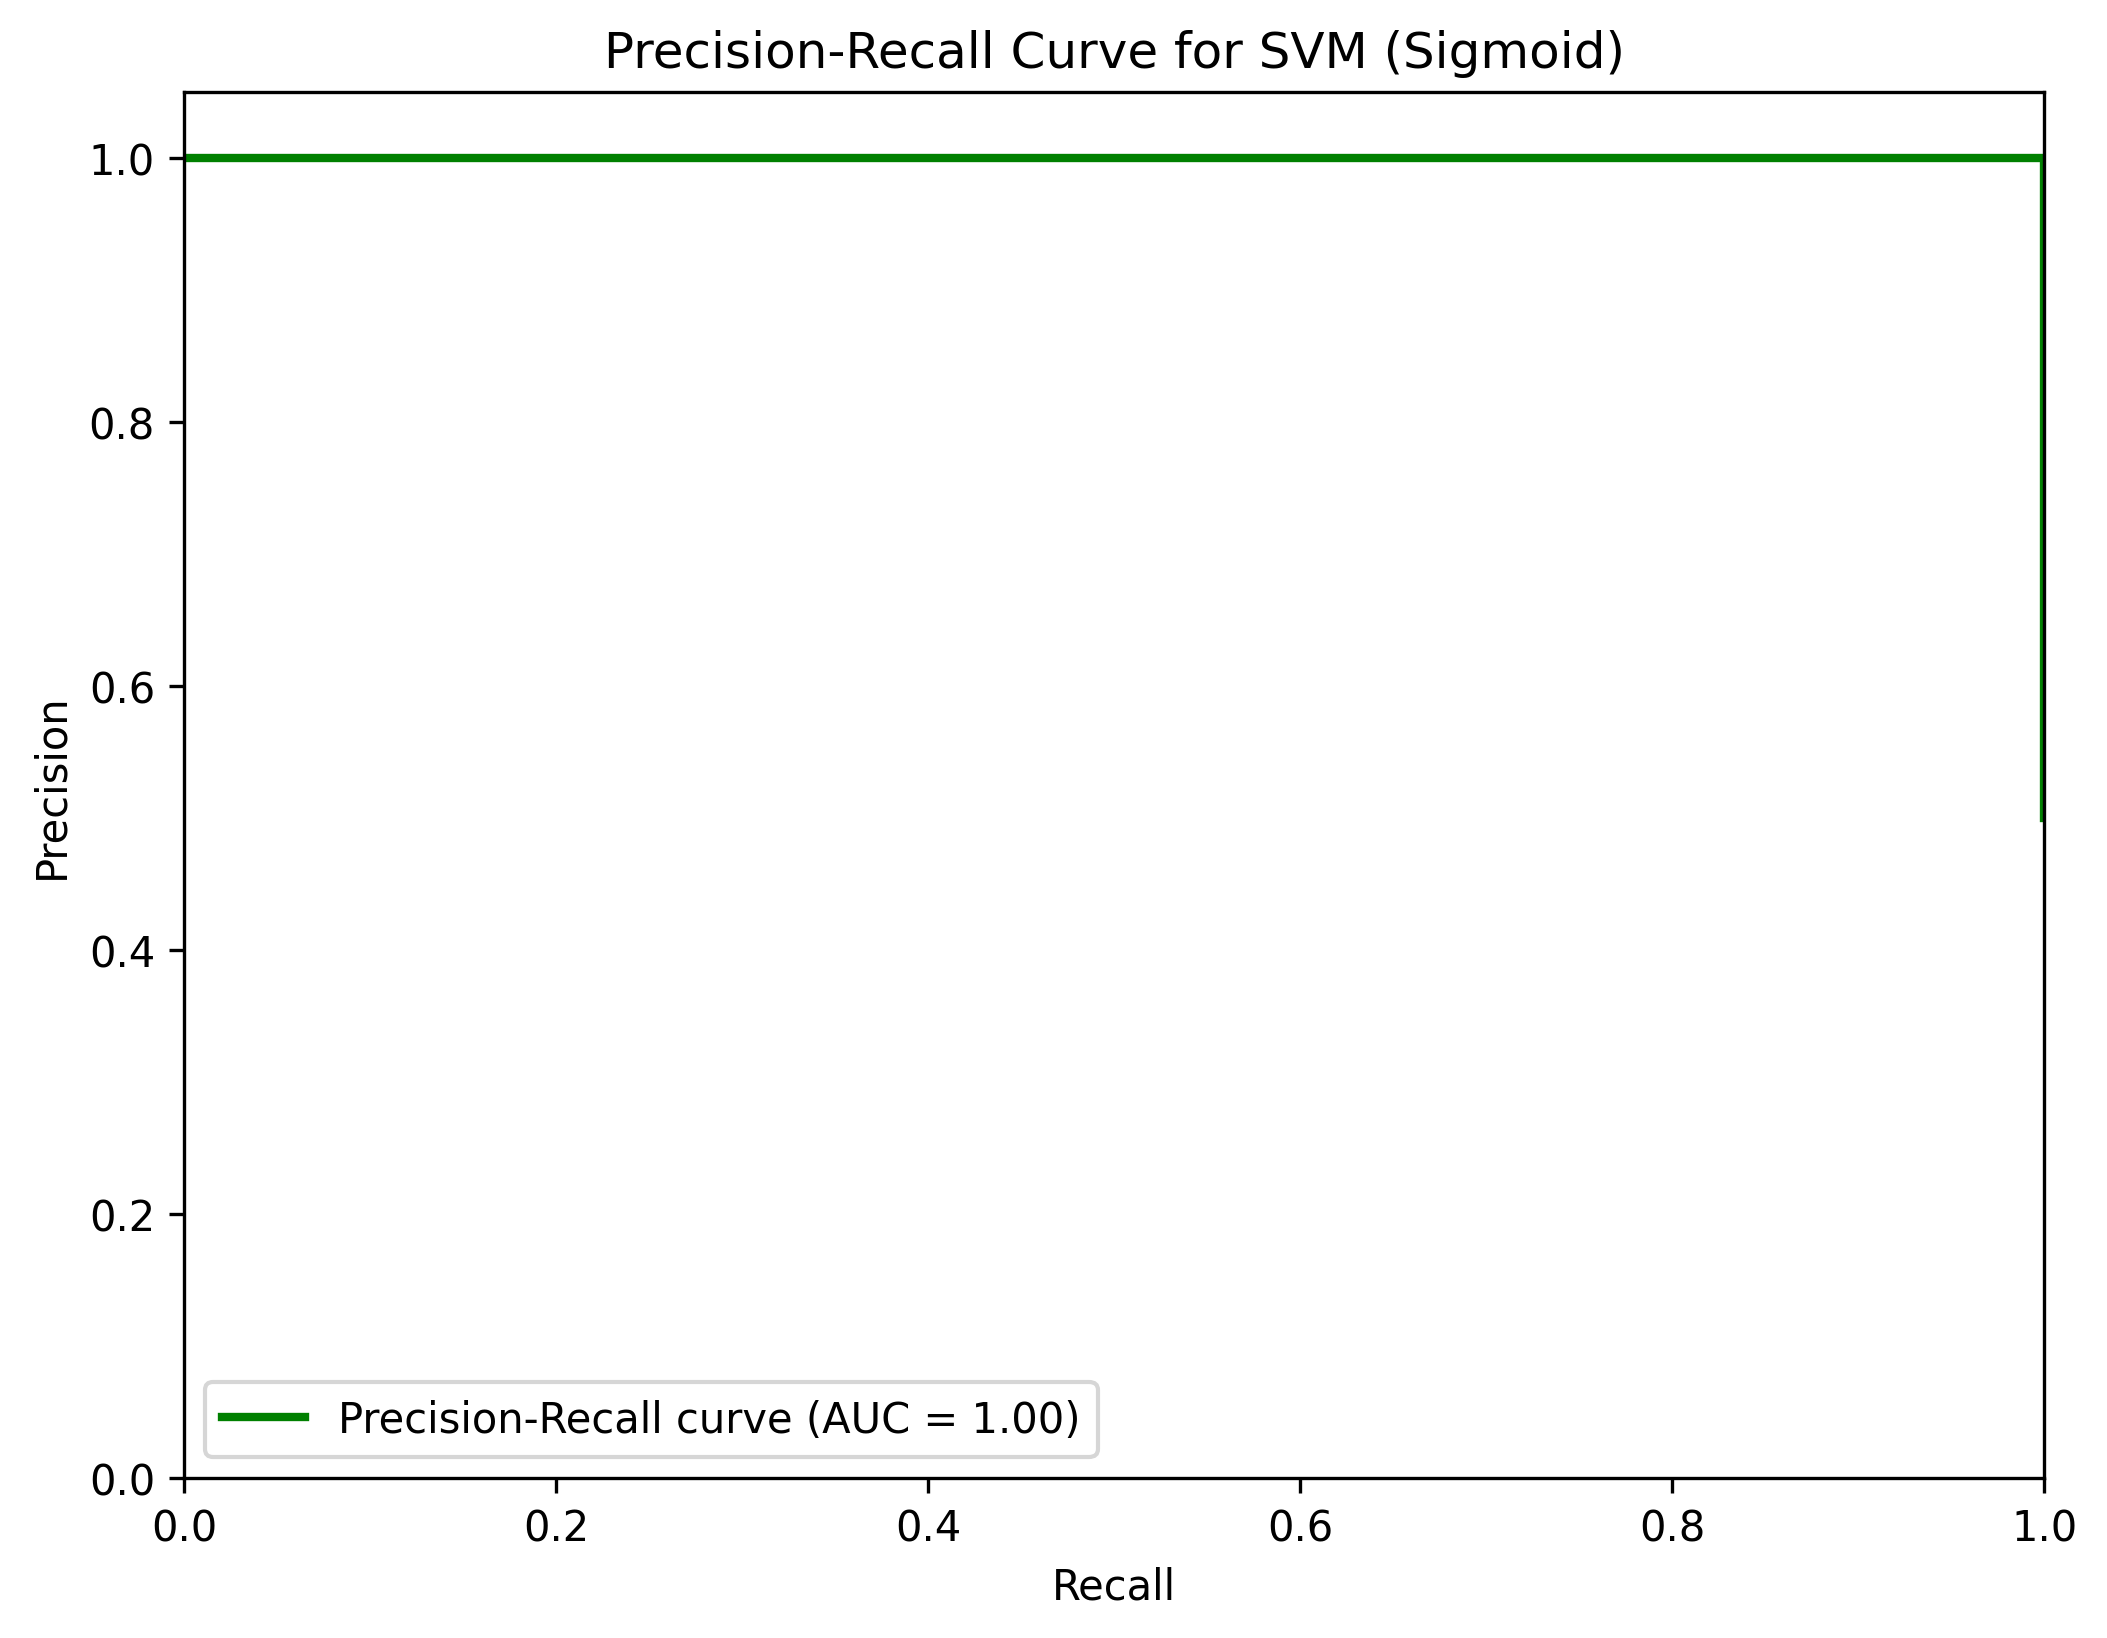 Precision-Recall Curve for SVM (Sigmoid)
1.0
0.8
0.6
0.4
0.2
0.0
Precision
Precision-Recall curve (AUC = 1.00)
0.0 0.2 0.4 0.6 0.8 1.0
Recall